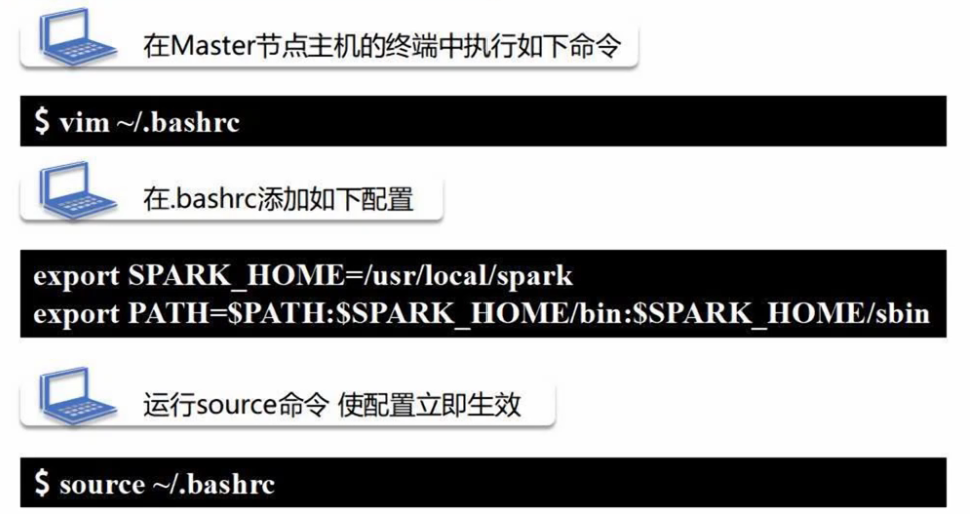 在Master节点主机的终端中执行如下命令
$ vim ~/.bashrc
在.bashrc添加如下配置
export SPARK_HOME=/usr/local/spark
export PATH=$PATH:$SPARK_HOME/bin:$SPARK_HOME/sbin
运行source命令 使配置立即生效
$ source ~/.bashrc